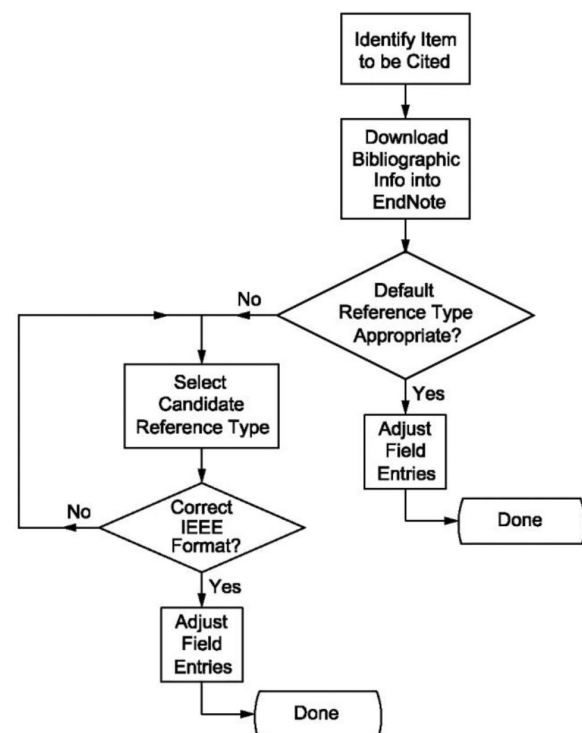 Identify Item
to be Cited
Download
Bibliographic
Info into
EndNote
Default
Reference Type
Appropriate?
No
Yes
Select
Candidate
Reference Type
Adjust
Field
Entries
Done
Correct
IEEE
Format?
No
Yes
Adjust
Field
Entries
Done